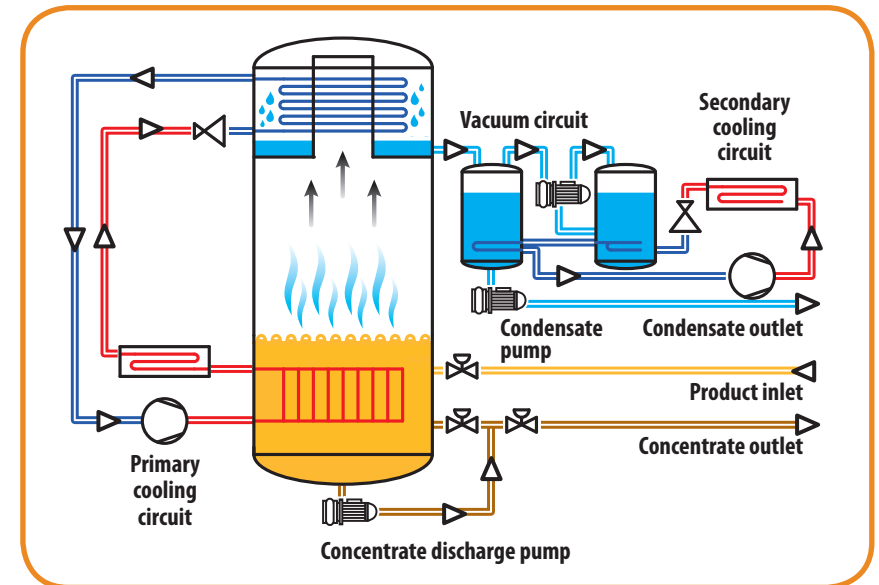 Vacuum circuit
Secondary
cooling
circuit
Condensate
pump
Condensate outlet
Product inlet
Concentrate outlet
Primary
cooling
circuit
Concentrate discharge pump